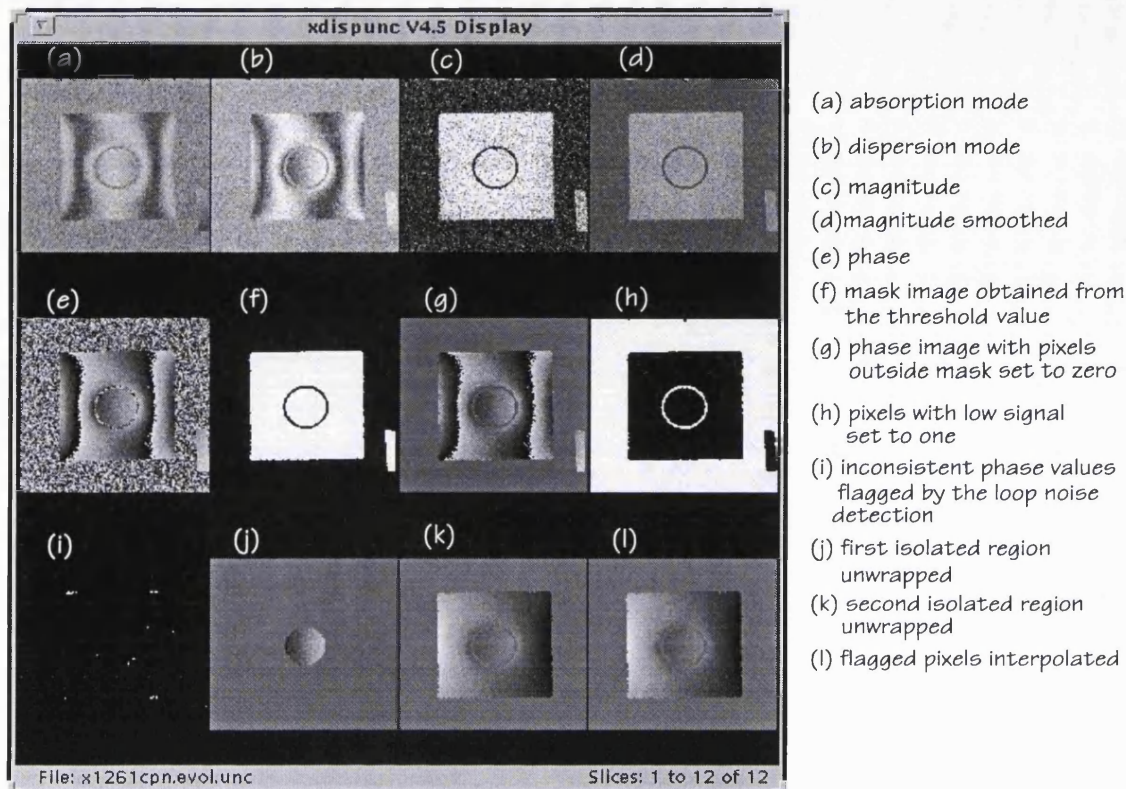 xdispunc V4.5 Display
(a) (b) (c) (d)
(e) (f) (g) (h)
(i) (j) (k) (l)
File: x1261cpn.evol.unc Slices: 1 to 12 of 12
(a) absorption mode
(b) dispersion mode
(c) magnitude
(d)magnitude smoothed
(e) phase
(f) mask image obtained from
the threshold value
(g) phase image with pixels
outside mask set to zero
(h) pixels with low signal
set to one
(i) inconsistent phase values
flagged by the loop noise
detection
(j) first isolated region
unwrapped
(k) second isolated region
unwrapped
(l) flagged pixels interpolated